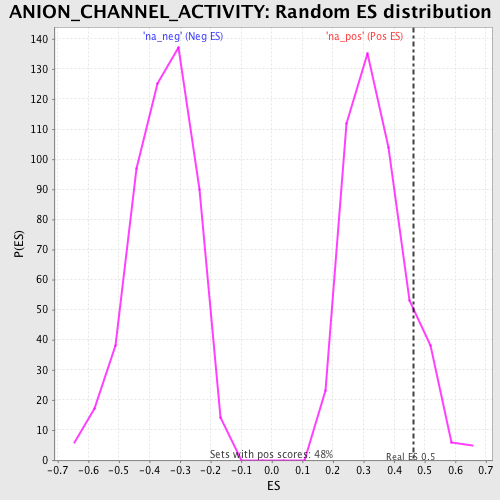 ANION_CHANNEL_ACTIVITY: Random ES distribution
'na_neg' (Neg ES)
'na_pos' (Pos ES)
140
130
120
110
100
90
80
70
60
50
40
30
20
10
0
P(ES)
Sets with pos scores: 48%
Real ES 0.5
-0.7 -0.6 -0.5 -0.4 -0.3 -0.2 -0.1 0.0 0.1 0.2 0.3 0.4 0.5 0.6 0.7
ES